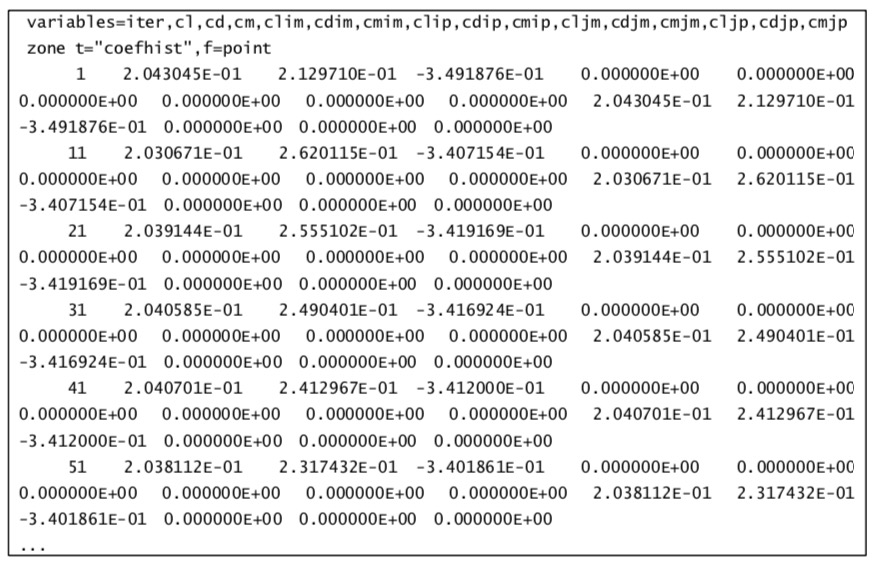 variables=iter,cl,cd,cm,clim,cdim,cmim,clip,cdip,cmip,cljm,cdjm,cmjm,cljp,cdjp,cmjp
zone t="coefhist",f=point
1 2.043045E-01 2.129710E-01 -3.491876E-01 0.000000E+00 0.000000E+00
0.000000E+00 0.000000E+00 0.000000E+00 0.000000E+00 2.043045E-01 2.129710E-01
-3.491876E-01 0.000000E+00 0.000000E+00 0.000000E+00
11 2.030671E-01 2.620115E-01 -3.407154E-01 0.000000E+00 0.000000E+00
0.000000E+00 0.000000E+00 0.000000E+00 0.000000E+00 2.030671E-01 2.620115E-01
-3.407154E-01 0.000000E+00 0.000000E+00 0.000000E+00
21 2.039144E-01 2.555102E-01 -3.419169E-01 0.000000E+00 0.000000E+00
0.000000E+00 0.000000E+00 0.000000E+00 0.000000E+00 2.039144E-01 2.555102E-01
-3.419169E-01 0.000000E+00 0.000000E+00 0.000000E+00
31 2.040585E-01 2.490401E-01 -3.416924E-01 0.000000E+00 0.000000E+00
0.000000E+00 0.000000E+00 0.000000E+00 0.000000E+00 2.040585E-01 2.490401E-01
-3.416924E-01 0.000000E+00 0.000000E+00 0.000000E+00
41 2.040701E-01 2.412967E-01 -3.412000E-01 0.000000E+00 0.000000E+00
0.000000E+00 0.000000E+00 0.000000E+00 0.000000E+00 2.040701E-01 2.412967E-01
-3.412000E-01 0.000000E+00 0.000000E+00 0.000000E+00
51 2.038112E-01 2.317432E-01 -3.401861E-01 0.000000E+00 0.000000E+00
0.000000E+00 0.000000E+00 0.000000E+00 0.000000E+00 2.038112E-01 2.317432E-01
-3.401861E-01 0.000000E+00 0.000000E+00 0.000000E+00
...